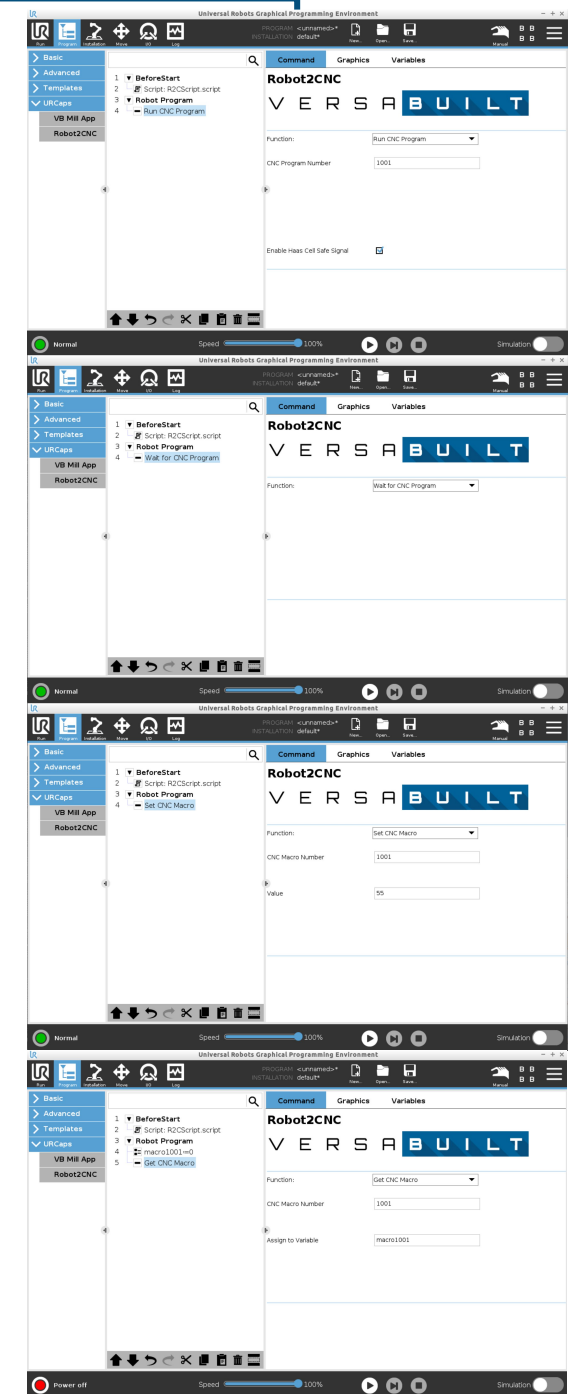 Universal Robots Graphical Programming Environment
Run Program Installation Move I/O Log
PROGRAM <unnamed>*
INSTALLATION default*
New... Open... Save...
Manual
B B
B B
Basic
Advanced
Templates
URCaps
VB Mill App
Robot2CNC
1 BeforeStart
2 Script: R2CScript.script
3 Robot Program
4 Run CNC Program
Command Graphics Variables
Robot2CNC
VERSABUILT
Function: Run CNC Program
CNC Program Number 1001
Enable Haas Cell Safe Signal
Normal Speed 100% Simulation
Universal Robots Graphical Programming Environment
Run Program Installation Move I/O Log
PROGRAM <unnamed>*
INSTALLATION default*
New... Open... Save...
Manual
B B
B B
Basic
Advanced
Templates
URCaps
VB Mill App
Robot2CNC
1 BeforeStart
2 Script: R2CScript.script
3 Robot Program
4 Wait for CNC Program
Command Graphics Variables
Robot2CNC
VERSABUILT
Function: Wait for CNC Program
Normal Speed 100% Simulation
Universal Robots Graphical Programming Environment
Run Program Installation Move I/O Log
PROGRAM <unnamed>*
INSTALLATION default*
New... Open... Save...
Manual
B B
B B
Basic
Advanced
Templates
URCaps
VB Mill App
Robot2CNC
1 BeforeStart
2 Script: R2CScript.script
3 Robot Program
4 Set CNC Macro
Command Graphics Variables
Robot2CNC
VERSABUILT
Function: Set CNC Macro
CNC Macro Number 1001
Value 55
Normal Speed 100% Simulation
Universal Robots Graphical Programming Environment
Run Program Installation Move I/O Log
PROGRAM <unnamed>*
INSTALLATION default*
New... Open... Save...
Manual
B B
B B
Basic
Advanced
Templates
URCaps
VB Mill App
Robot2CNC
1 BeforeStart
2 Script: R2CScript.script
3 Robot Program
4 macro1001≔0
5 Get CNC Macro
Command Graphics Variables
Robot2CNC
VERSABUILT
Function: Get CNC Macro
CNC Macro Number 1001
Assign to Variable macro1001
Power off Speed 100% Simulation